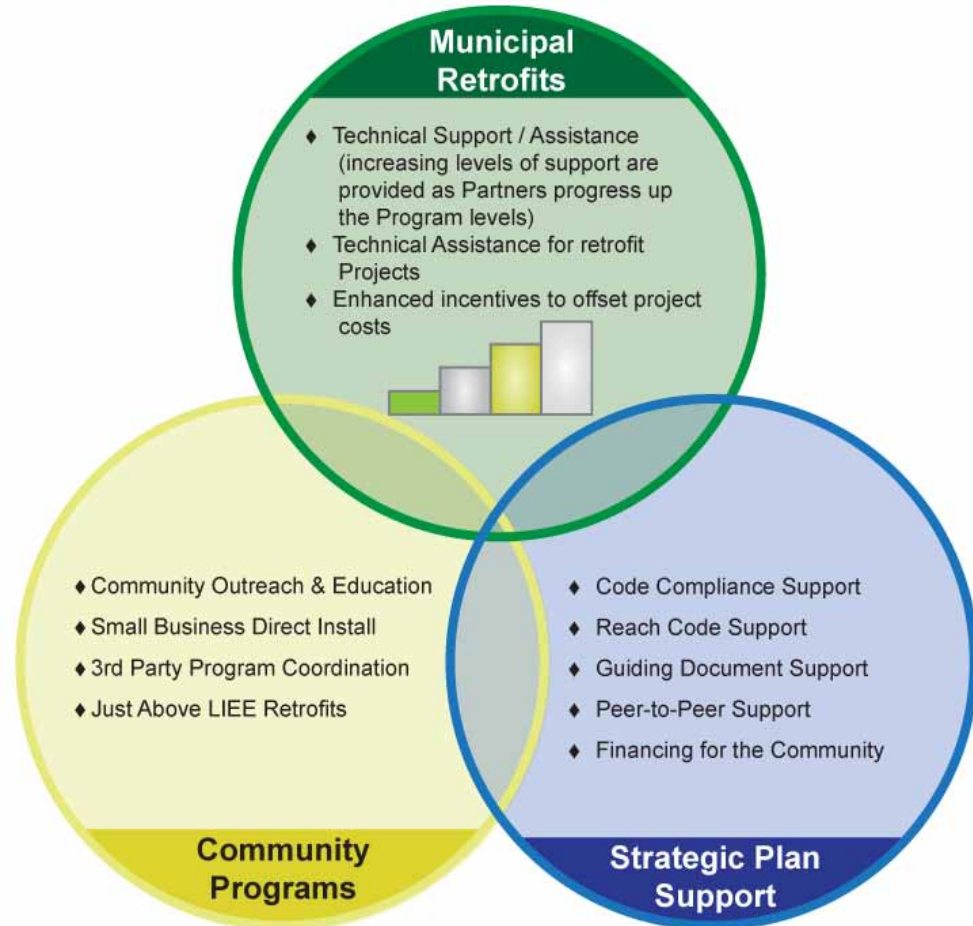 Municipal
Retrofits
♦ Technical Support / Assistance
(increasing levels of support are
provided as Partners progress up
the Program levels)
♦ Technical Assistance for retrofit
Projects
♦ Enhanced incentives to offset project
costs
♦ Community Outreach & Education
♦ Small Business Direct Install
♦ 3rd Party Program Coordination
♦ Just Above LIEE Retrofits
Community
Programs
♦ Code Compliance Support
♦ Reach Code Support
♦ Guiding Document Support
♦ Peer-to-Peer Support
♦ Financing for the Community
Strategic Plan
Support